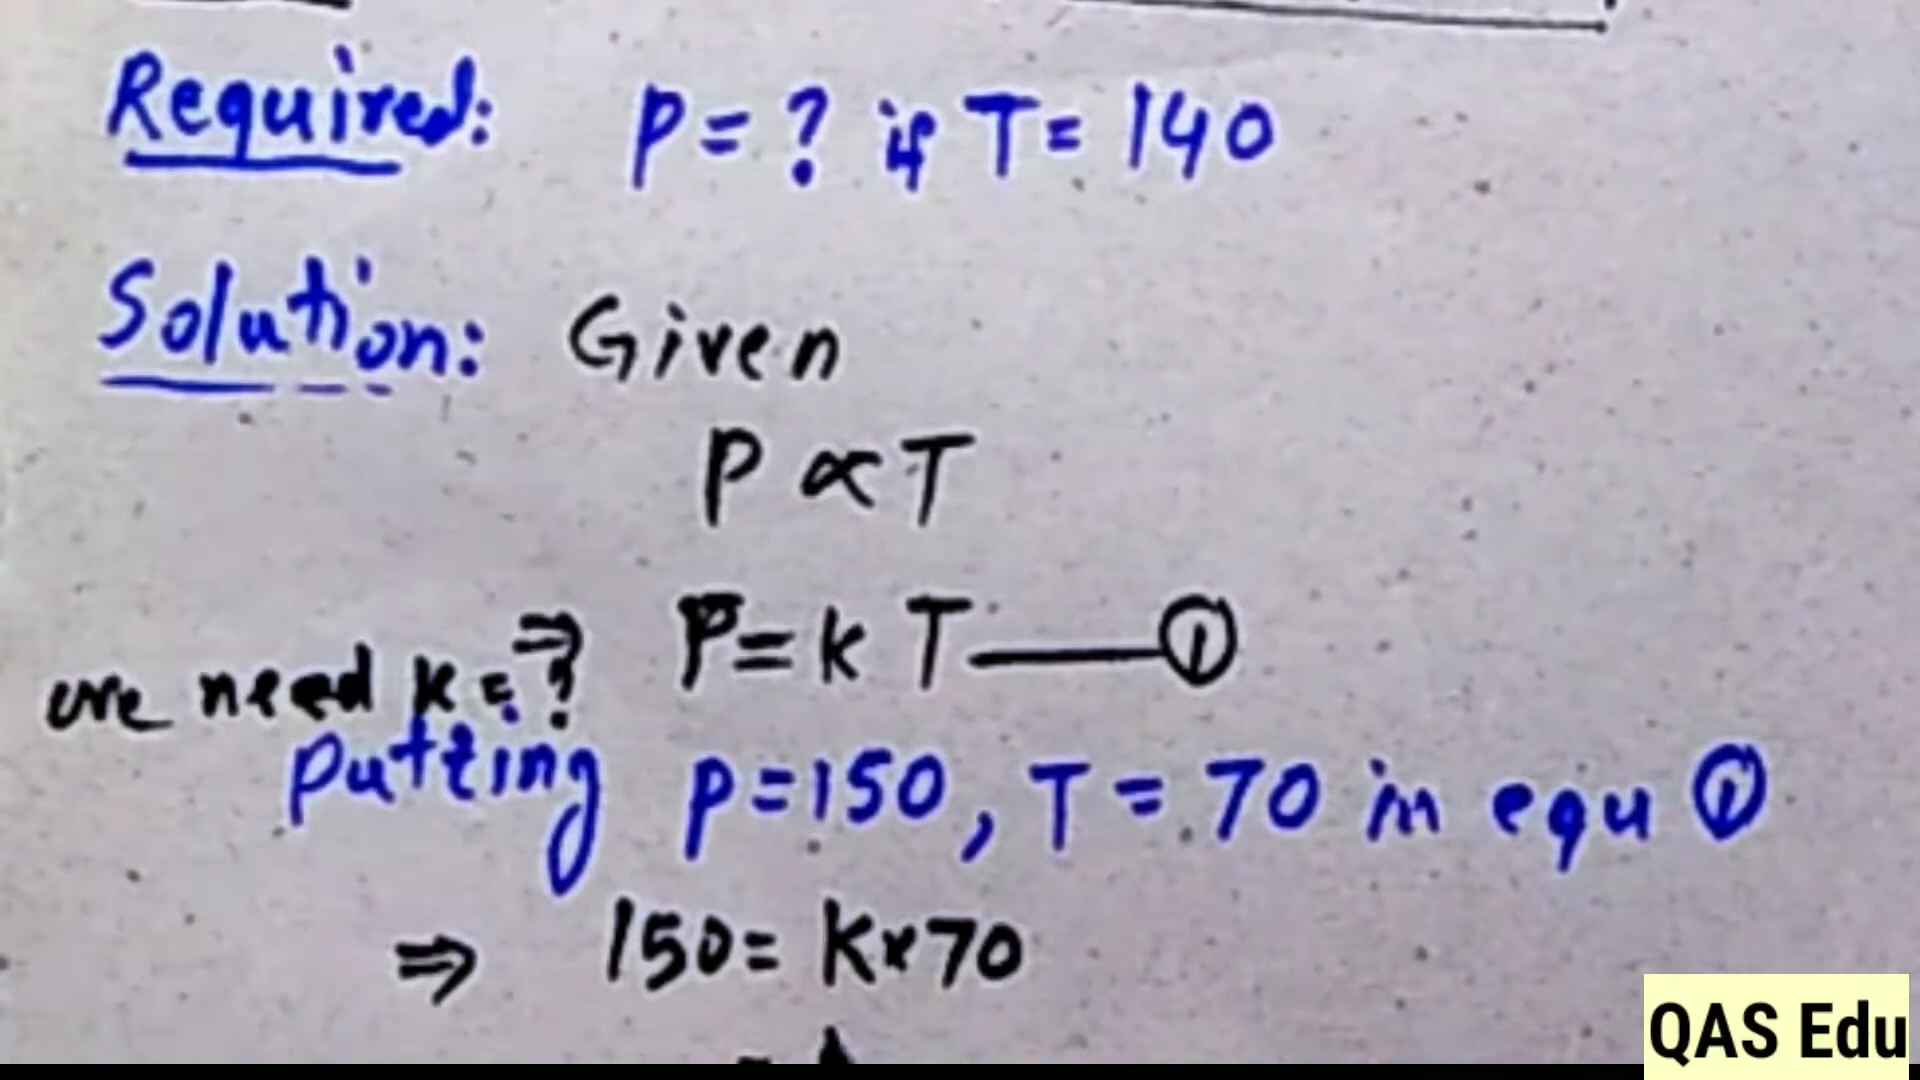 Required: P = ? if T = 140
Solution: Given
P ∝ T
⇒ P = k T ——— ①
we need k = ?
Putting P = 150, T = 70 in equ ①
⇒ 150 = K × 70
QAS Edu